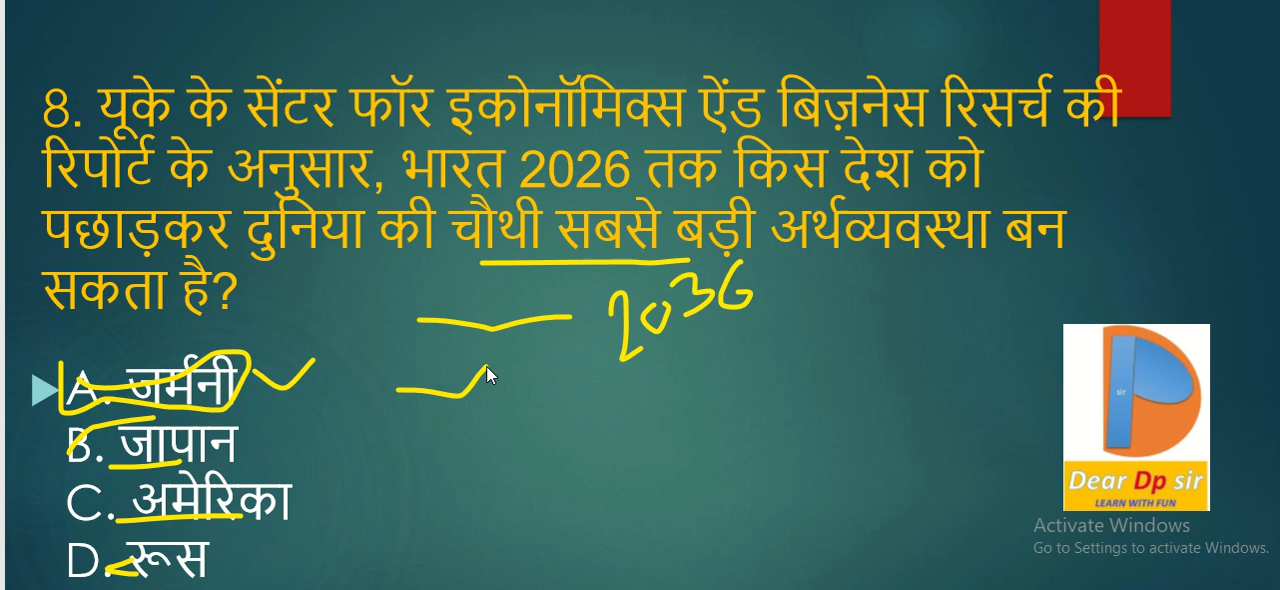 8. यूके के सेंटर फॉर इकोनॉमिक्स ऐंड बिज़नेस रिसर्च की
रिपोर्ट के अनुसार, भारत 2026 तक किस देश को
पछाड़कर दुनिया की चौथी सबसे बड़ी अर्थव्यवस्था बन
सकता है?
2036
A. जर्मनी
B. जापान
C. अमेरिका
D. रूस
sir
Dear Dp sir
LEARN WITH FUN
Activate Windows
Go to Settings to activate Windows.